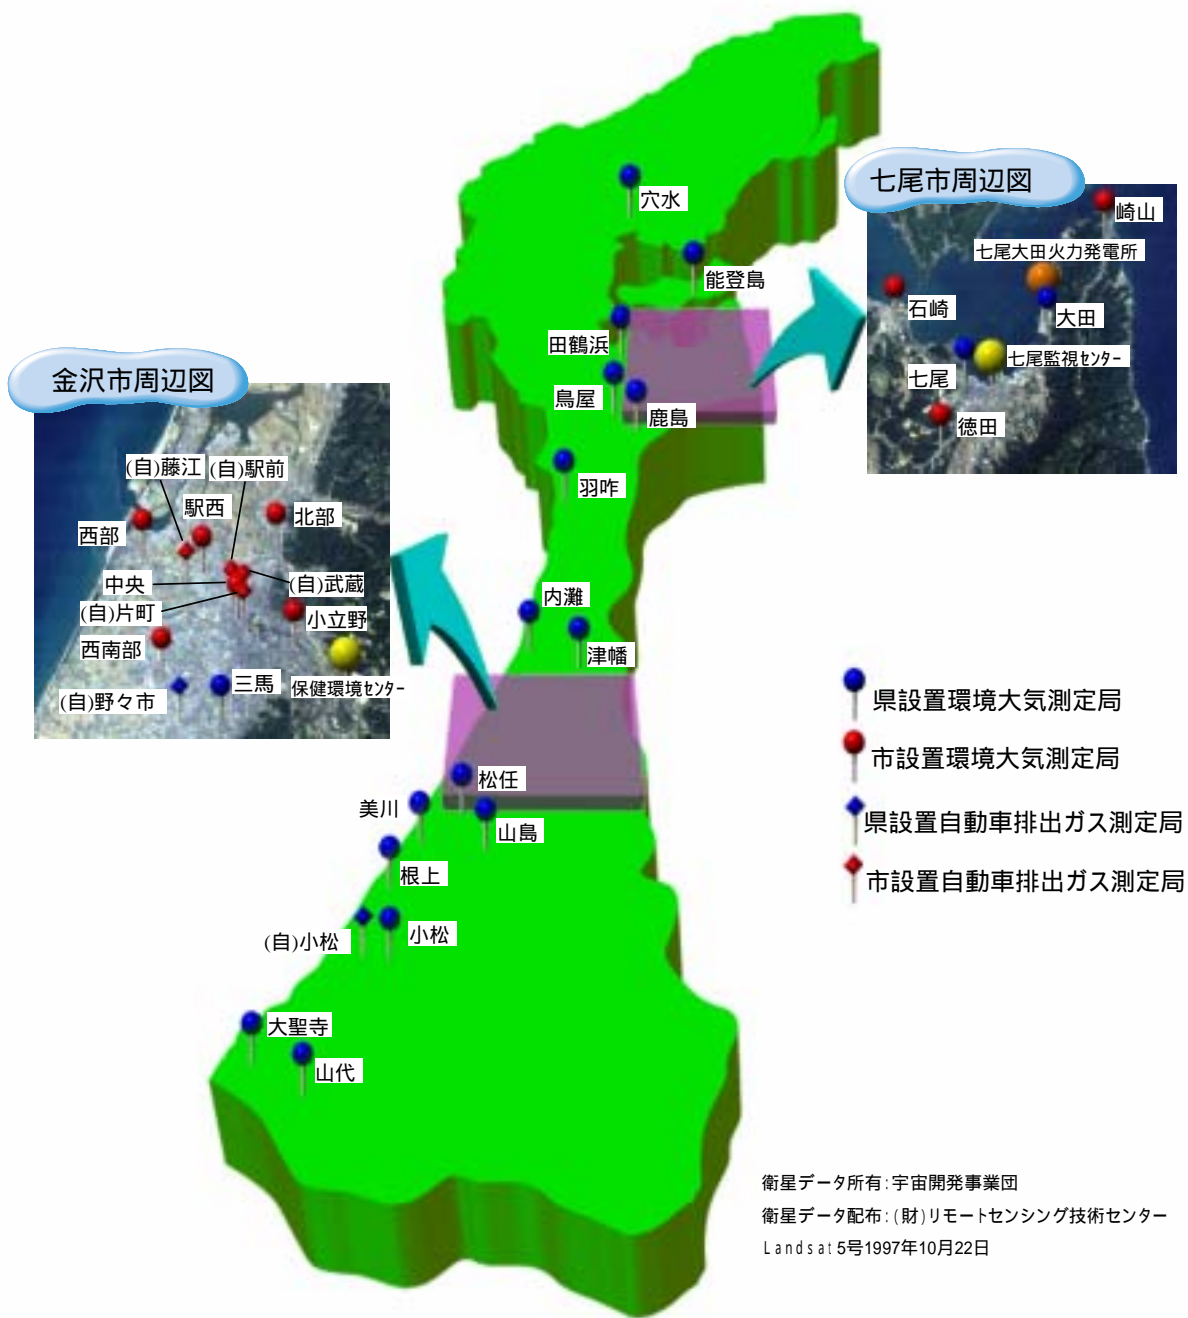 穴水
能登島
田鶴浜
鳥屋
鹿島
羽咋
内灘
津幡
松任
美川
山島
根上
(自)小松
小松
大聖寺
山代
七尾市周辺図
崎山
七尾大田火力発電所
石崎
大田
七尾
七尾監視センター
徳田
金沢市周辺図
(自)藤江
(自)駅前
駅西
北部
西部
中央
(自)武蔵
(自)片町
小立野
西南部
(自)野々市
三馬
保健環境センター
県設置環境大気測定局
市設置環境大気測定局
県設置自動車排出ガス測定局
市設置自動車排出ガス測定局
衛星データ所有:宇宙開発事業団
衛星データ配布:(財)リモートセンシング技術センター
Landsat 5号1997年10月22日